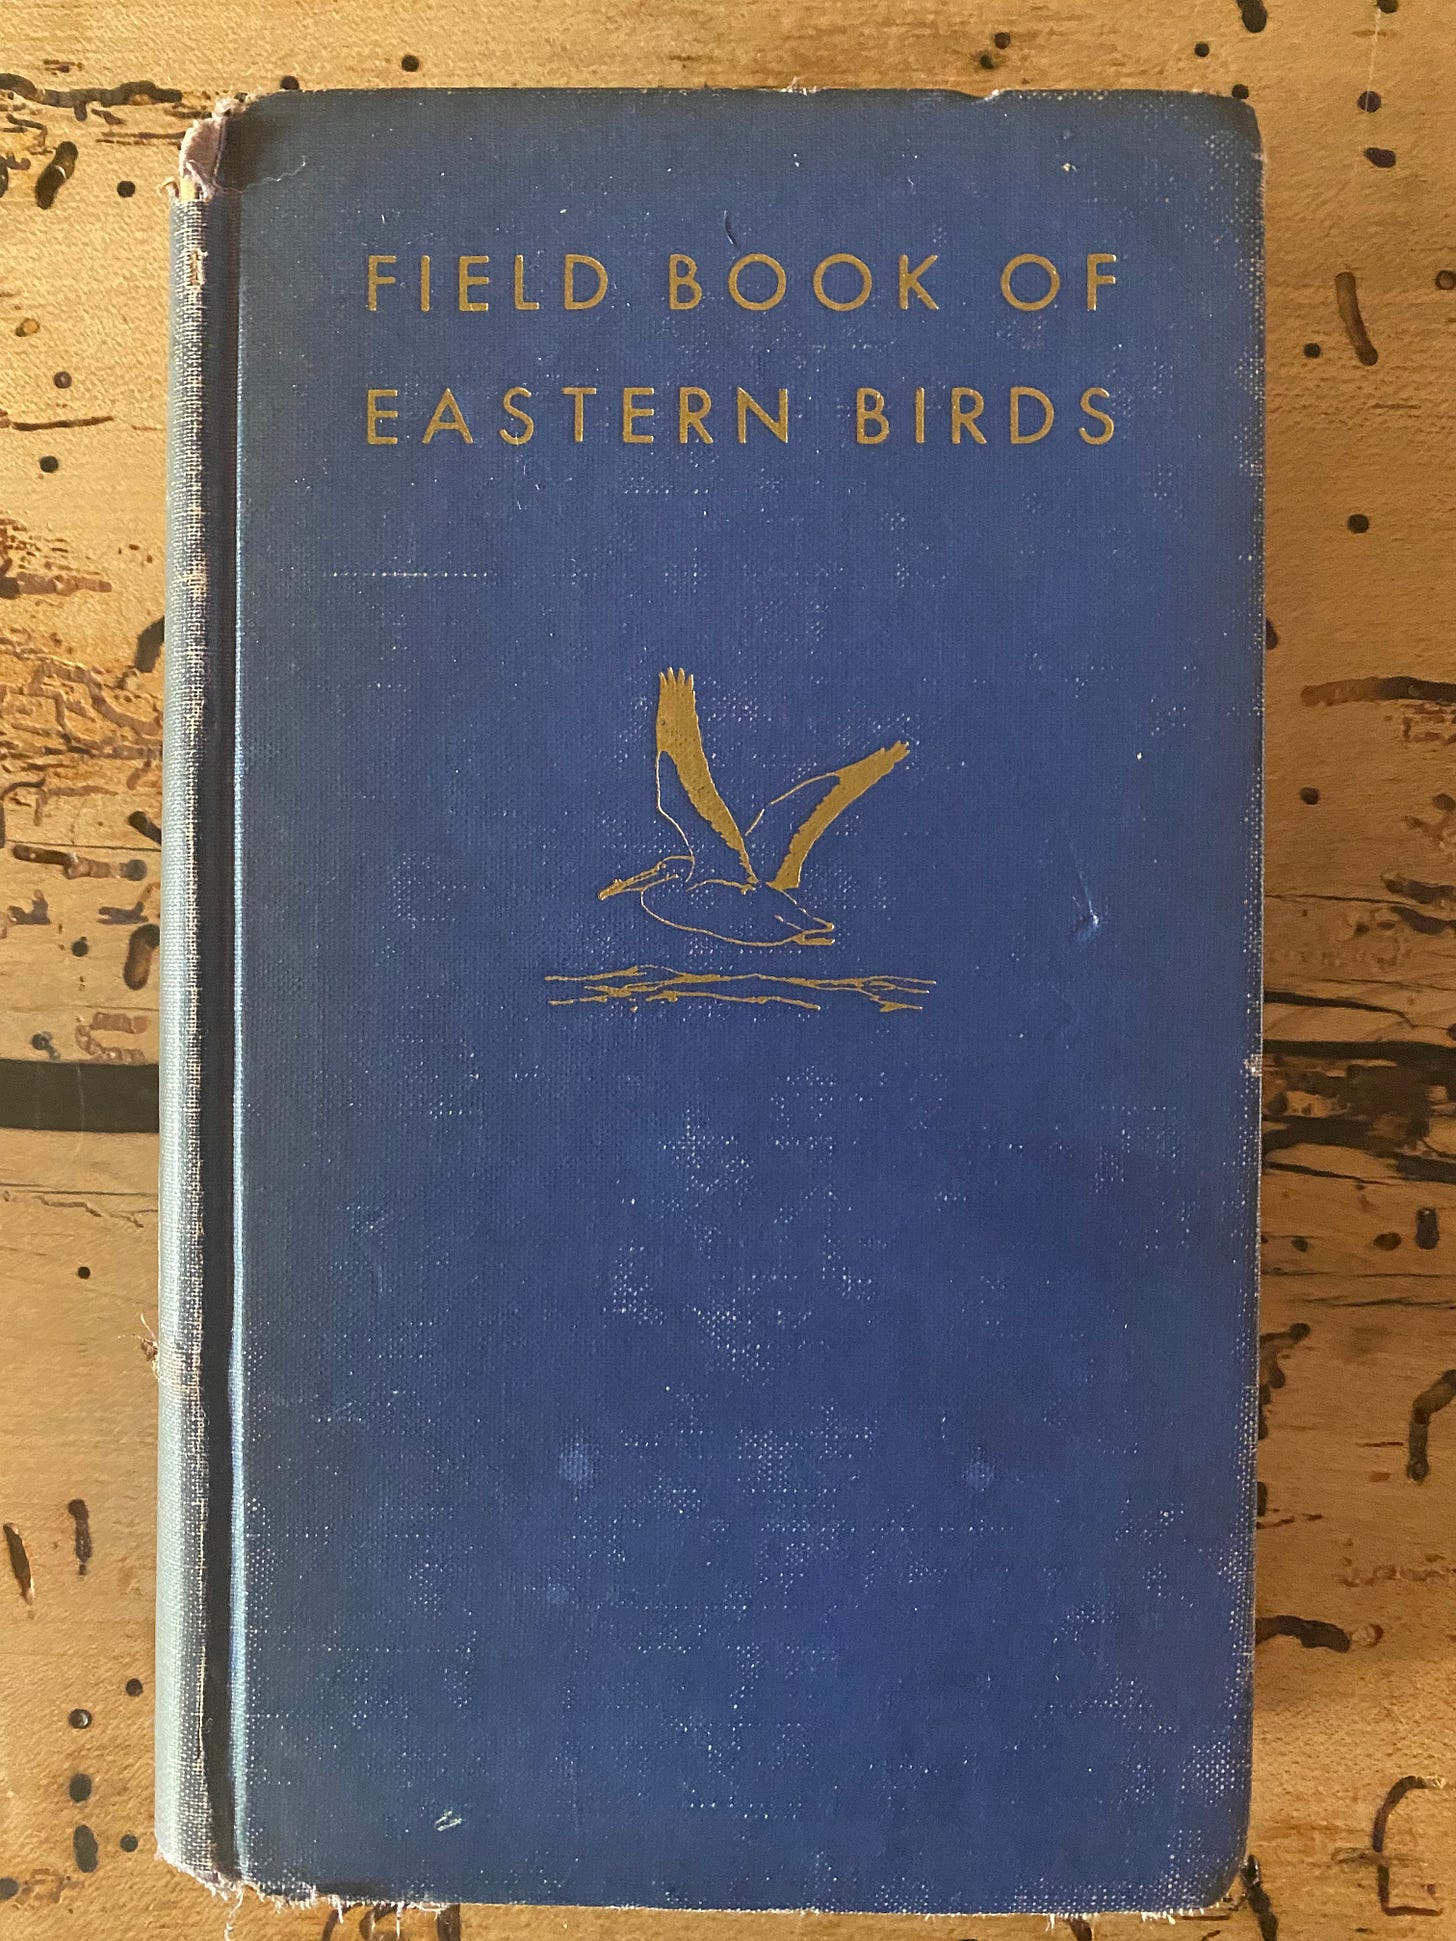 FIELD BOOK OF
EASTERN BIRDS